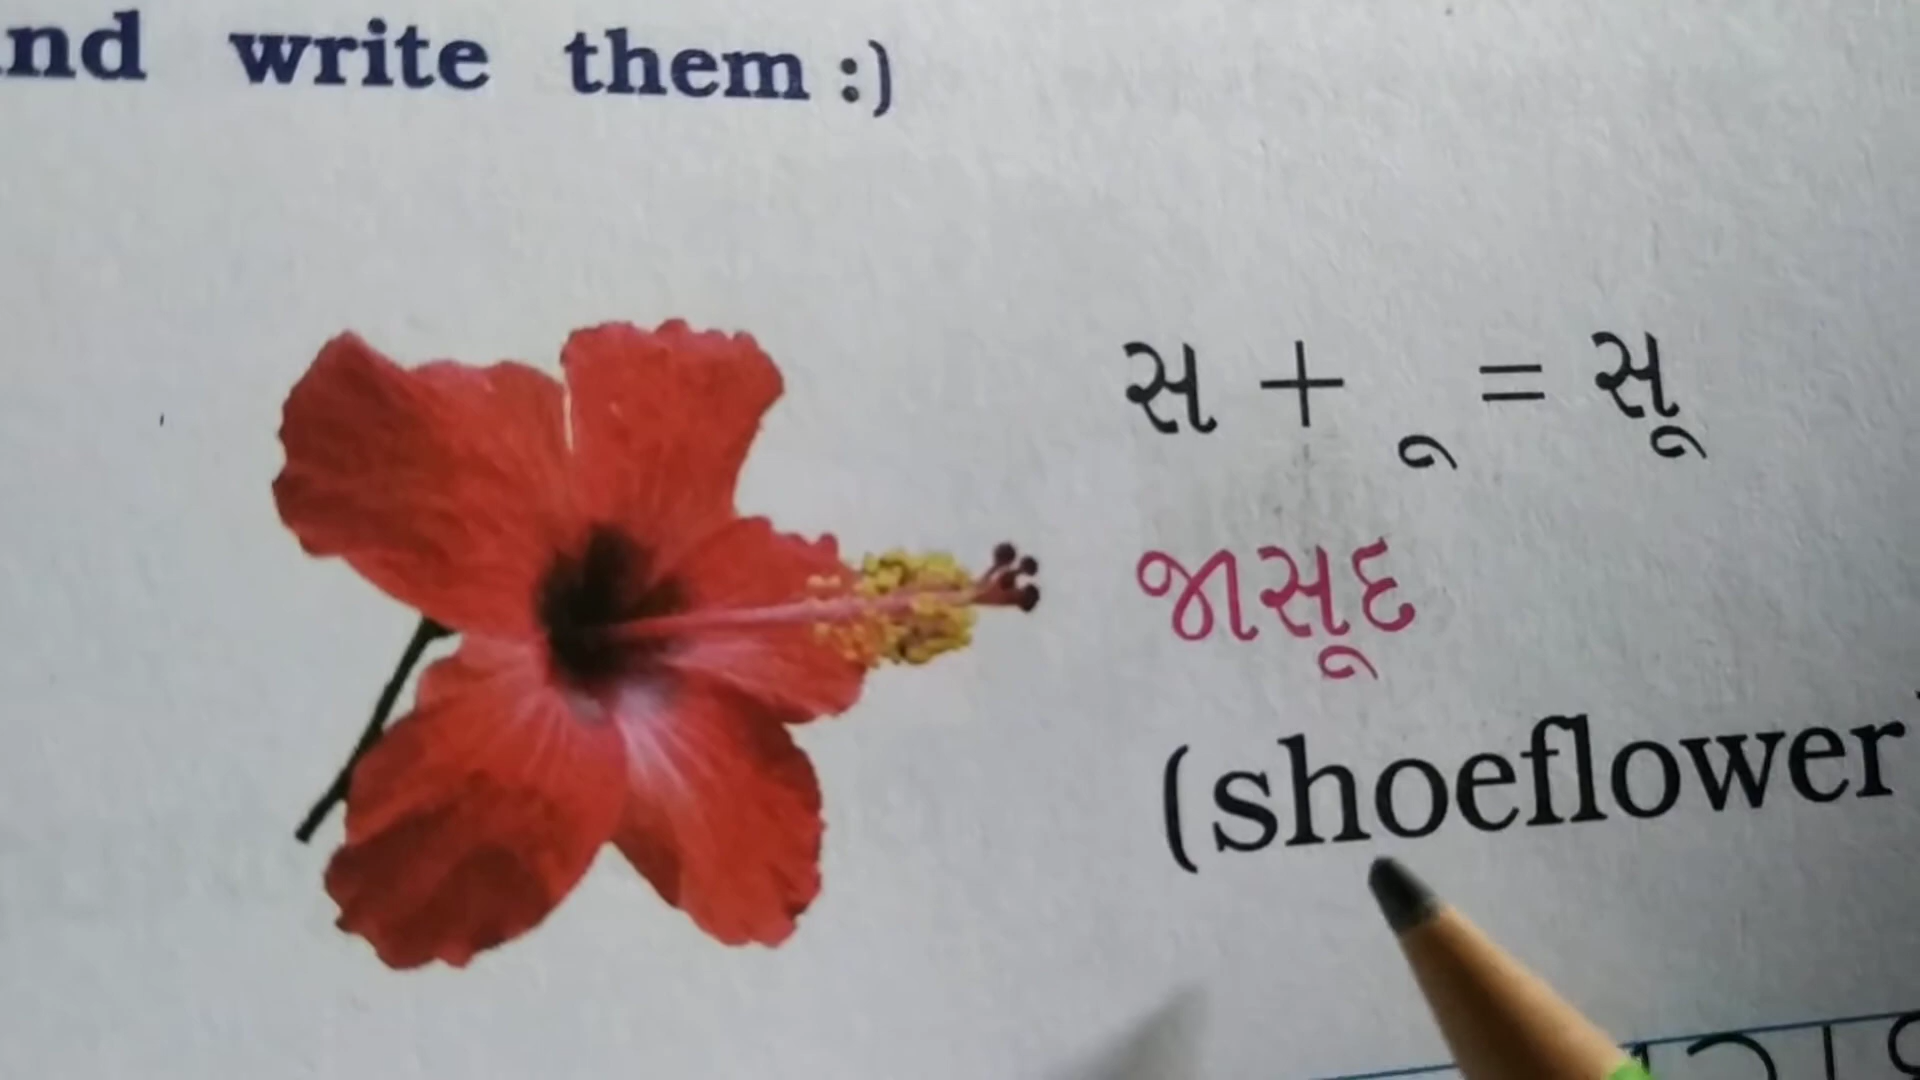 nd write them :)
સ + ૂ = સૂ
જાસૂદ
(shoeflower